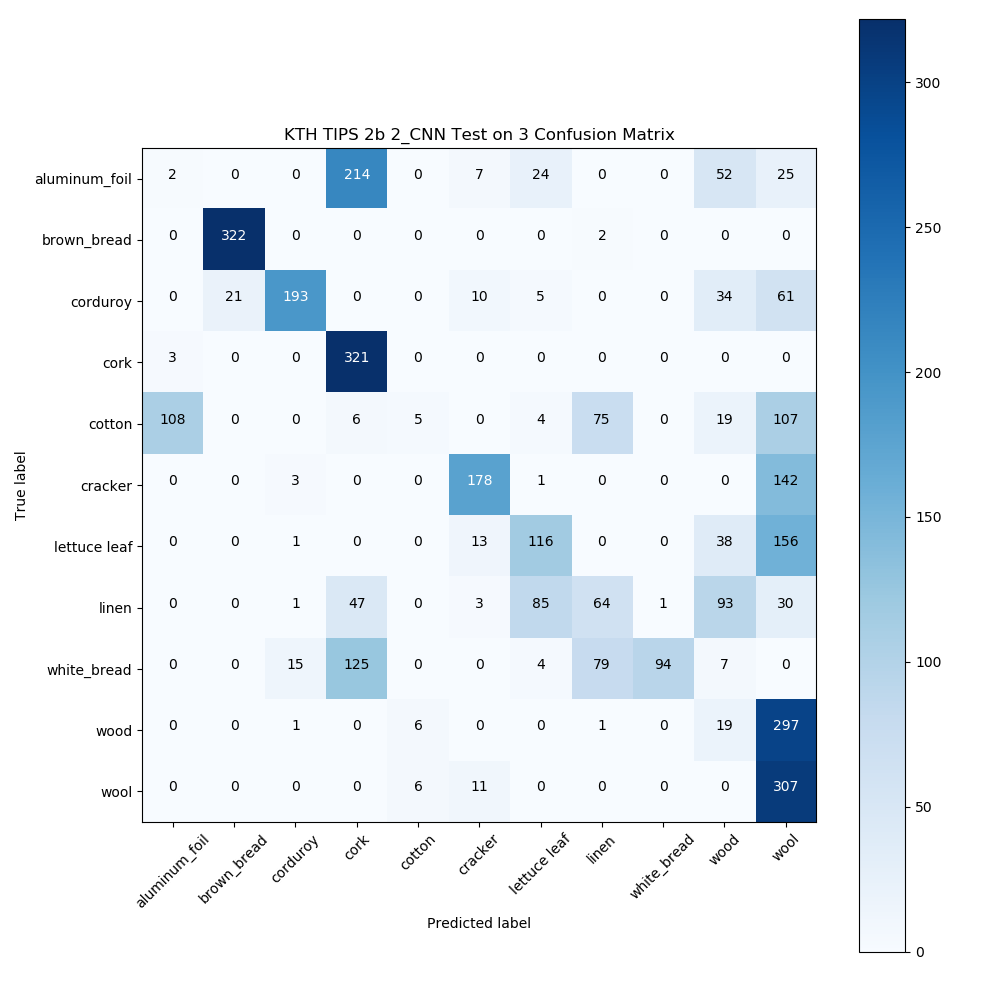 KTH TIPS 2b 2_CNN Test on 3 Confusion Matrix
aluminum_foil 2 0 0 214 0 7 24 0 0 52 25
brown_bread 0 322 0 0 0 0 0 2 0 0 0
corduroy 0 21 193 0 0 10 5 0 0 34 61
cork 3 0 0 321 0 0 0 0 0 0 0
cotton 108 0 0 6 5 0 4 75 0 19 107
cracker 0 0 3 0 0 178 1 0 0 0 142
lettuce leaf 0 0 1 0 0 13 116 0 0 38 156
linen 0 0 1 47 0 3 85 64 1 93 30
white_bread 0 0 15 125 0 0 4 79 94 7 0
wood 0 0 1 0 6 0 0 1 0 19 297
wool 0 0 0 0 6 11 0 0 0 0 307
aluminum_foil brown_bread corduroy cork cotton cracker lettuce leaf linen white_bread wood wool
Predicted label
True label
300
250
200
150
100
50
0